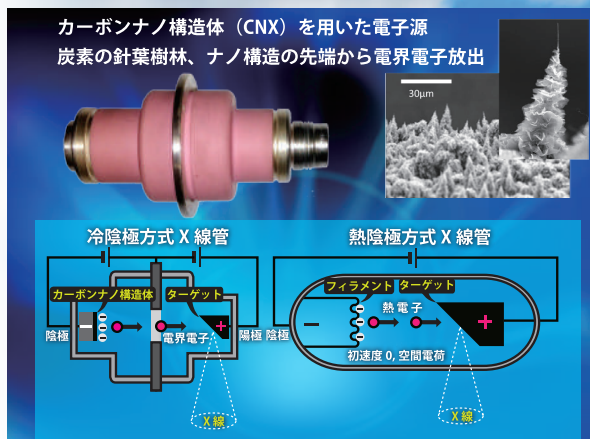 カーボンナノ構造体（CNX）を用いた電子源
炭素の針葉樹林、ナノ構造の先端から電界電子放出
30μm
冷陰極方式 X 線管
カーボンナノ構造体
ターゲット
陰極
電界電子
陽極
X 線
熱陰極方式 X 線管
フィラメント
ターゲット
陰極
熱電子
初速度 0, 空間電荷
X 線